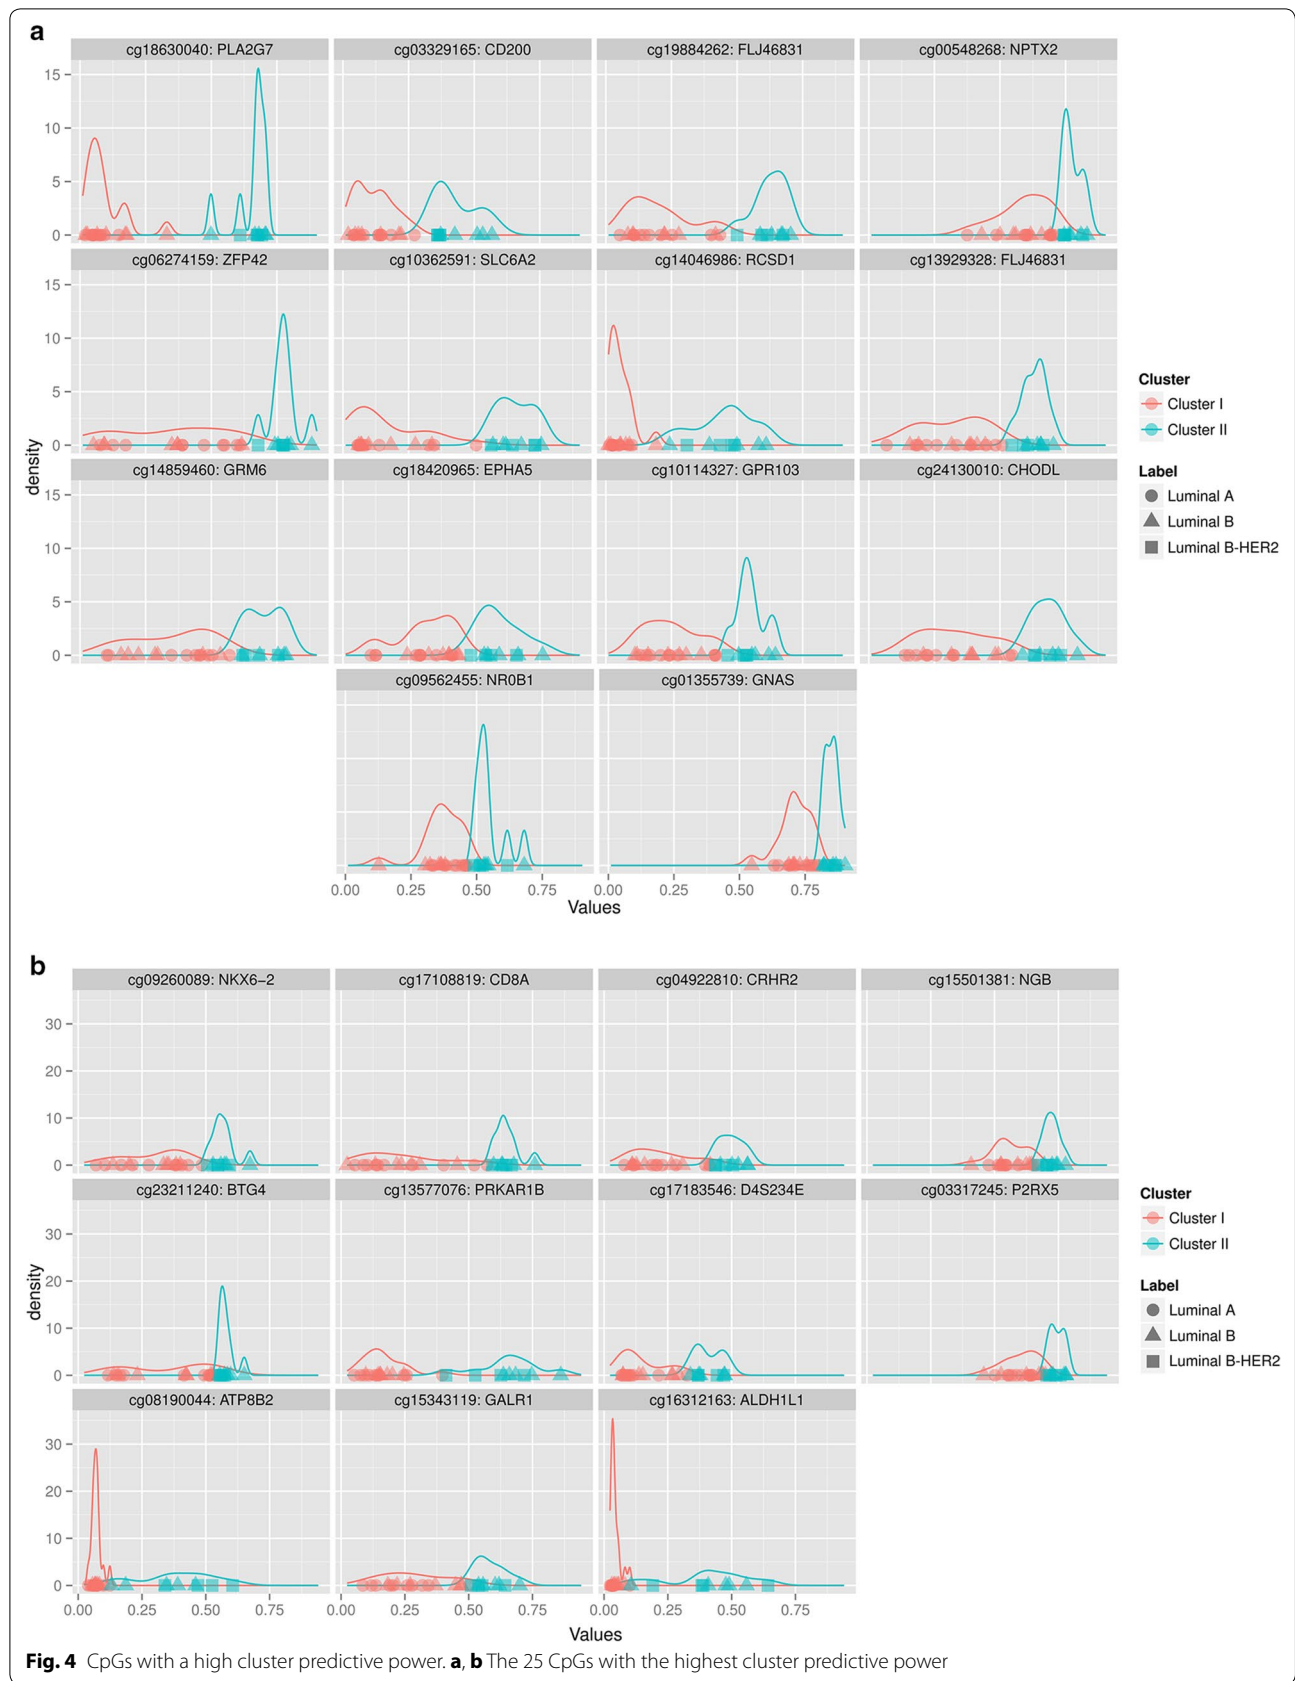 a
cg18630040: PLA2G7 cg03329165: CD200 cg19884262: FLJ46831 cg00548268: NPTX2
15
10
5
0
cg06274159: ZFP42 cg10362591: SLC6A2 cg14046986: RCSD1 cg13929328: FLJ46831
15
10
5
0
cg14859460: GRM6 cg18420965: EPHA5 cg10114327: GPR103 cg24130010: CHODL
15
10
5
0
cg09562455: NR0B1 cg01355739: GNAS
0.00 0.25 0.50 0.75 0.00 0.25 0.50 0.75
Values
density
Cluster
Cluster I
Cluster II
Label
Luminal A
Luminal B
Luminal B-HER2
b
cg09260089: NKX6−2 cg17108819: CD8A cg04922810: CRHR2 cg15501381: NGB
30
20
10
0
cg23211240: BTG4 cg13577076: PRKAR1B cg17183546: D4S234E cg03317245: P2RX5
30
20
10
0
cg08190044: ATP8B2 cg15343119: GALR1 cg16312163: ALDH1L1
30
20
10
0
0.00 0.25 0.50 0.75 0.00 0.25 0.50 0.75 0.00 0.25 0.50 0.75
Values
density
Cluster
Cluster I
Cluster II
Label
Luminal A
Luminal B
Luminal B-HER2
Fig. 4 CpGs with a high cluster predictive power. a, b The 25 CpGs with the highest cluster predictive power